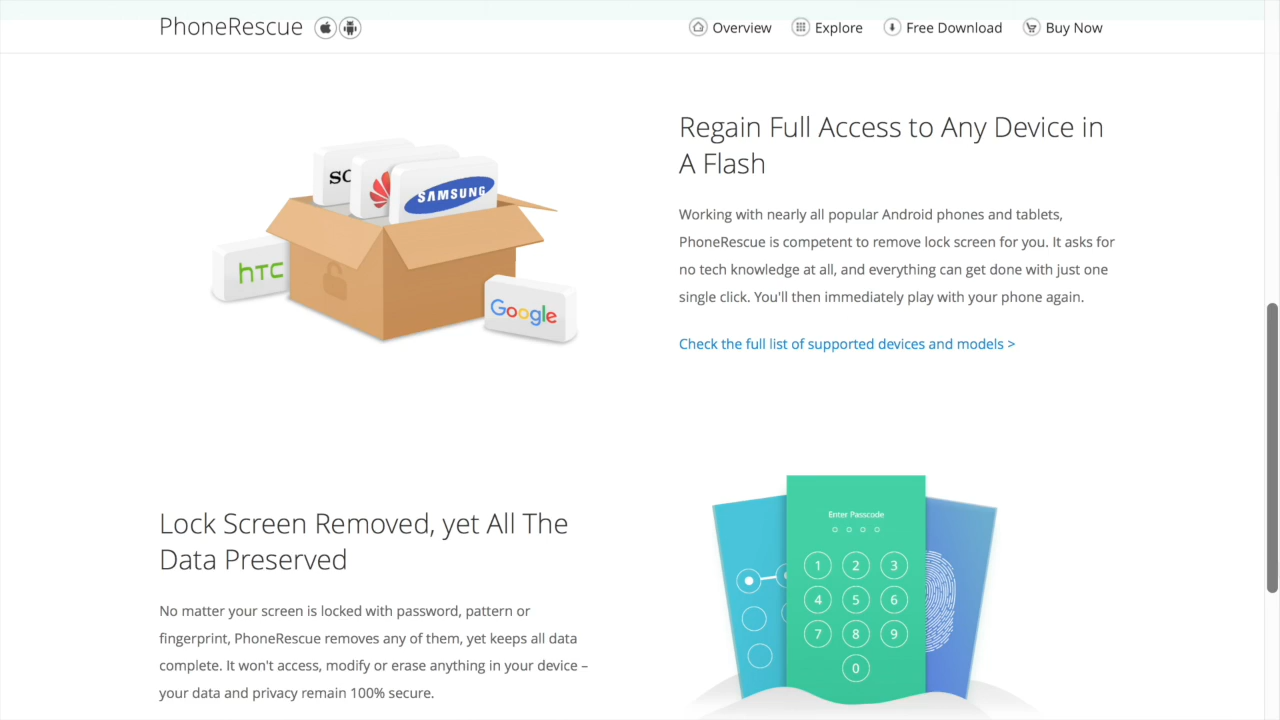 PhoneRescue
Overview
Explore
Free Download
Buy Now
Regain Full Access to Any Device in
A Flash
SAMSUNG
hTC
Google
Working with nearly all popular Android phones and tablets,
PhoneRescue is competent to remove lock screen for you. It asks for
no tech knowledge at all, and everything can get done with just one
single click. You'll then immediately play with your phone again.
Check the full list of supported devices and models >
Lock Screen Removed, yet All The
Data Preserved
No matter your screen is locked with password, pattern or
fingerprint, PhoneRescue removes any of them, yet keeps all data
complete. It won't access, modify or erase anything in your device –
your data and privacy remain 100% secure.
Enter Passcode
1 2 3
4 5 6
7 8 9
0